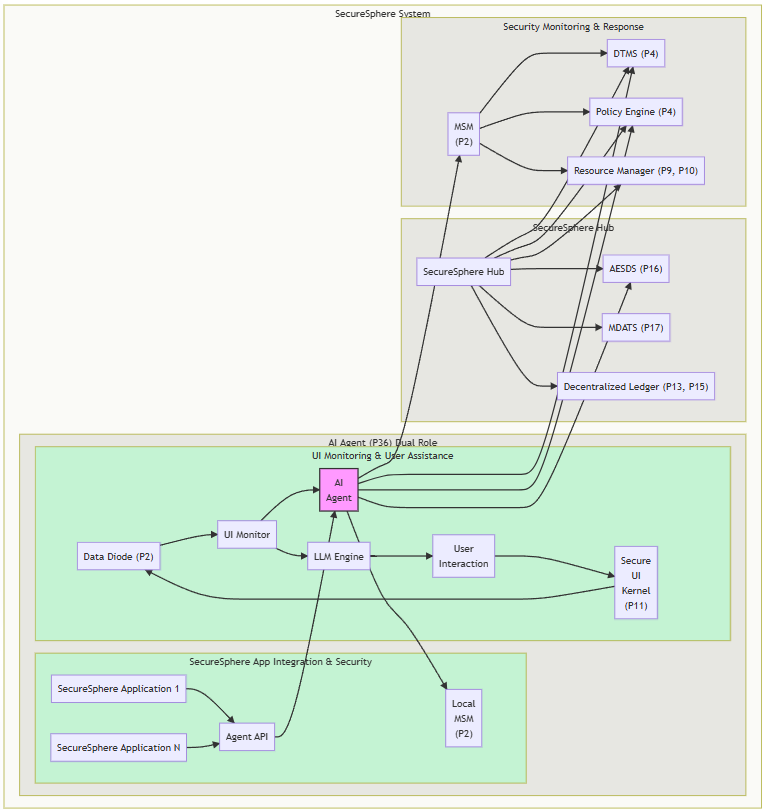 SecureSphere System
Security Monitoring & Response
DTMS (P4)
Policy Engine (P4)
MSM
(P2)
Resource Manager (P9, P10)
SecureSphere Hub
SecureSphere Hub
AESDS (P16)
MDATS (P17)
Decentralized Ledger (P13, P15)
AI Agent (P36) Dual Role
UI Monitoring & User Assistance
AI
Agent
UI Monitor
Data Diode (P2)
LLM Engine
User
Interaction
Secure
UI
Kernel
(P11)
SecureSphere App Integration & Security
SecureSphere Application 1
Agent API
SecureSphere Application N
Local
MSM
(P2)